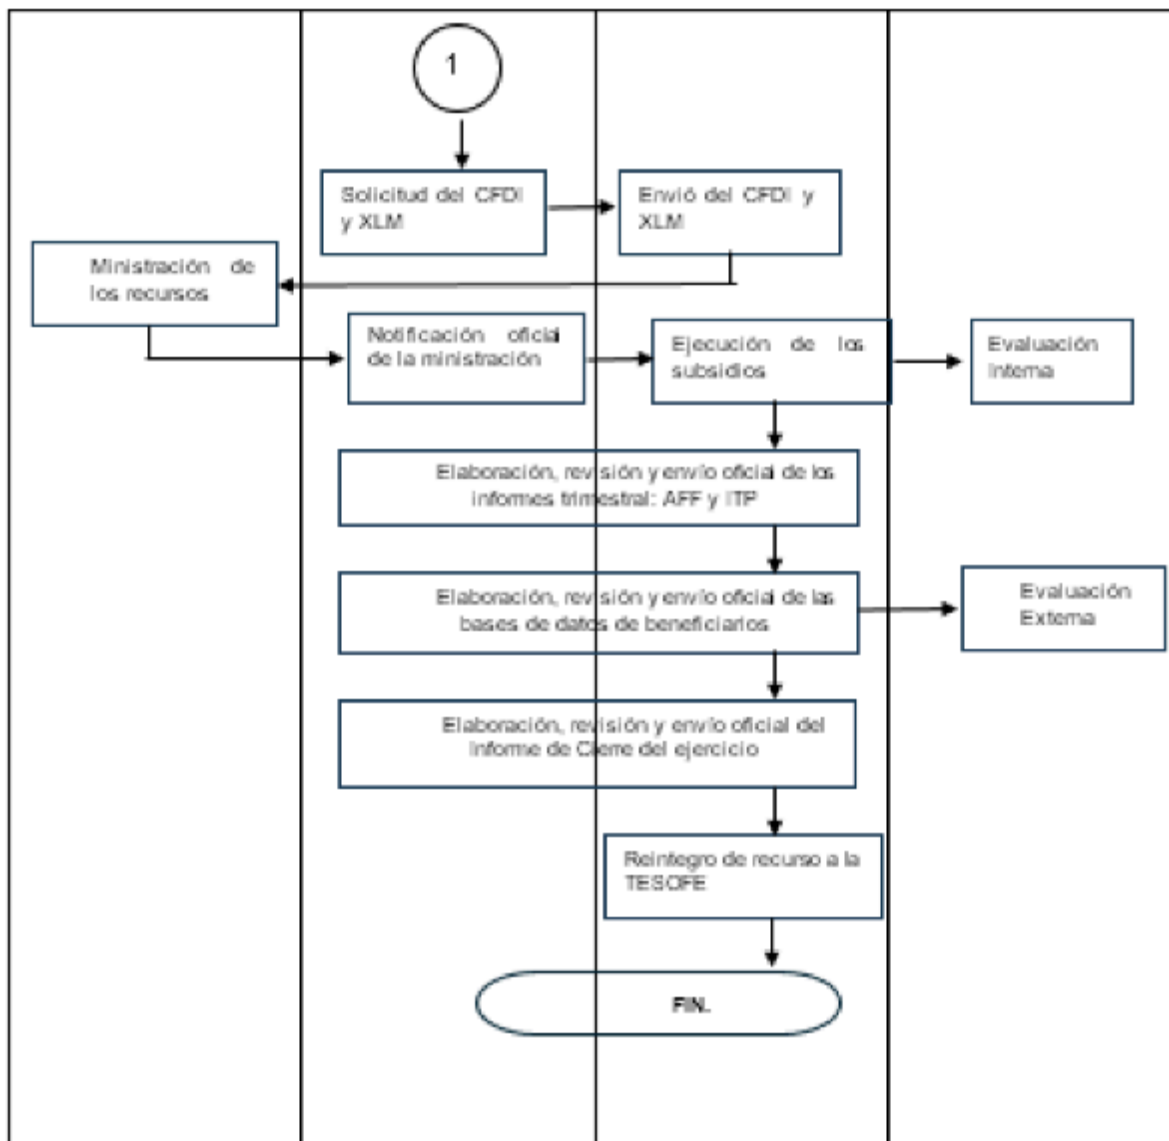 1
Solicitud del CFDI
y XLM
Envió del CFDI y
XLM
Ministración de
los recursos
Notificación oficial
de la ministración
Ejecución de los
subsidios
Evaluación
Interna
Elaboración, revisión y envío oficial de los
informes trimestral: AFF y ITP
Elaboración, revisión y envío oficial de las
bases de datos de beneficiarios
Evaluación
Externa
Elaboración, revisión y envío oficial del
Informe de Cierre del ejercicio
Reintegro de recurso a la
TESOFE
FIN.